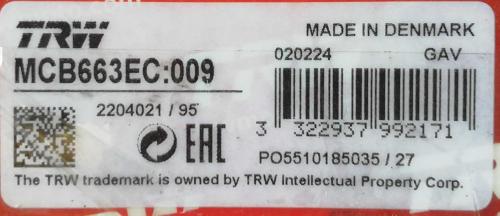 TRW
MADE IN DENMARK
020224 GAV
MCB663EC:009
2204021 / 95
EAC
3 322937 992171
PO5510185035 / 27
The TRW trademark is owned by TRW Intellectual Property Corp.